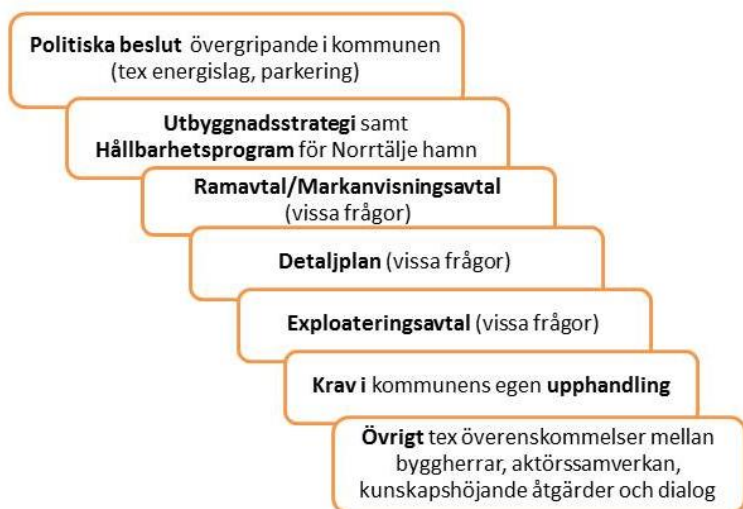 Politiska beslut övergripande i kommunen
(tex energislag, parkering)
Utbyggnadsstrategi samt
Hållbarhetsprogram för Norrtälje hamn
Ramavtal/Markanvisningsavtal
(vissa frågor)
Detaljplan (vissa frågor)
Exploateringsavtal (vissa frågor)
Krav i kommunens egen upphandling
Övrigt tex överenskommelser mellan
byggherrar, aktörssamverkan,
kunskapshöjande åtgärder och dialog